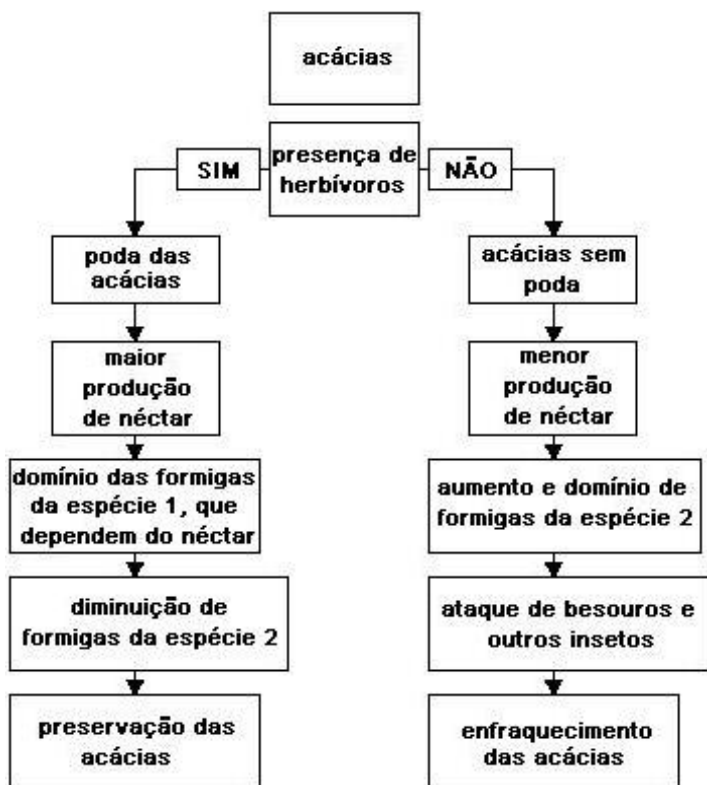 acácias
presença de
herbívoros
SIM
NÃO
poda das
acácias
maior
produção
de néctar
domínio das formigas
da espécie 1, que
dependem do néctar
diminuição de
formigas da espécie 2
preservação das
acácias
acácias sem
poda
menor
produção
de néctar
aumento e domínio de
formigas da espécie 2
ataque de besouros e
outros insetos
enfraquecimento
das acácias